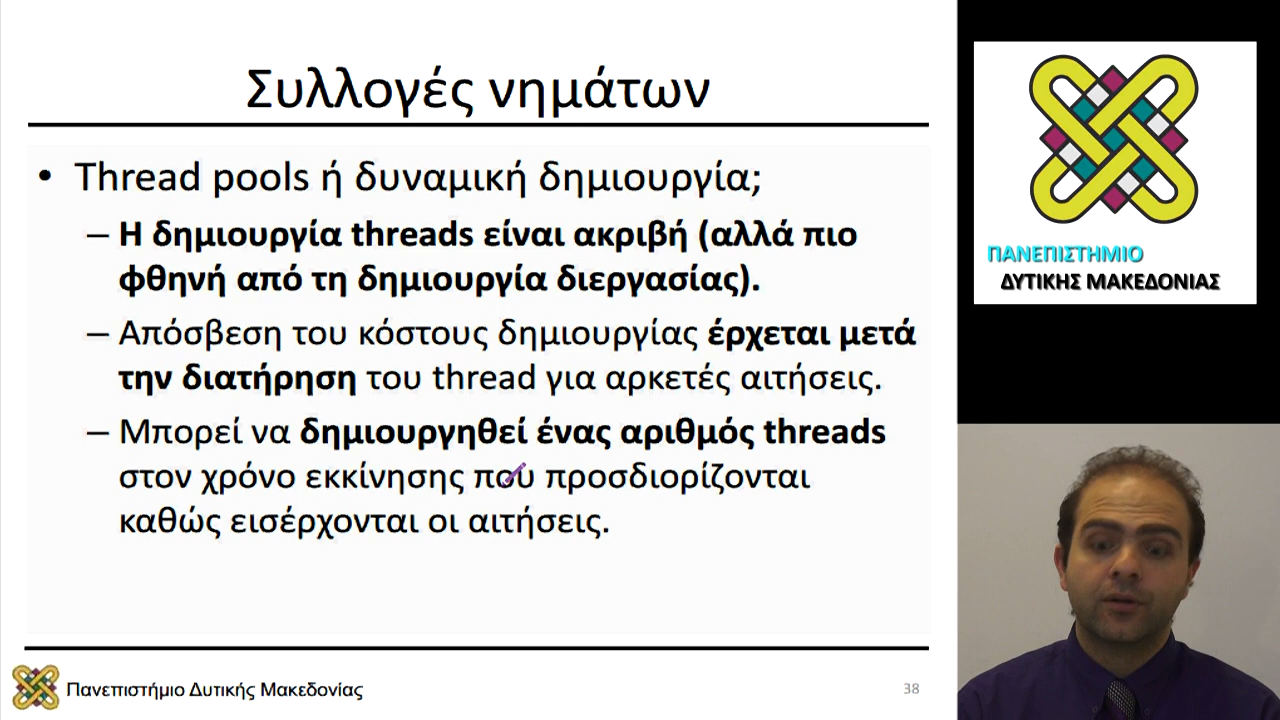 Συλλογές νημάτων
• Thread pools ή δυναμική δημιουργία;
– Η δημιουργία threads είναι ακριβή (αλλά πιο
φθηνή από τη δημιουργία διεργασίας).
– Απόσβεση του κόστους δημιουργίας έρχεται μετά
την διατήρηση του thread για αρκετές αιτήσεις.
– Μπορεί να δημιουργηθεί ένας αριθμός threads
στον χρόνο εκκίνησης που προσδιορίζονται
καθώς εισέρχονται οι αιτήσεις.
Πανεπιστήμιο Δυτικής Μακεδονίας
38
ΠΑΝΕΠΙΣΤΗΜΙΟ
ΔΥΤΙΚΗΣ ΜΑΚΕΔΟΝΙΑΣ